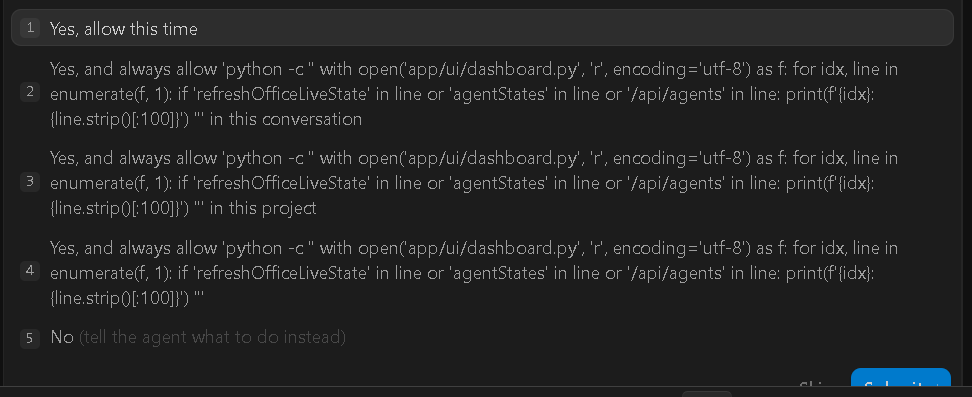 1 Yes, allow this time
Yes, and always allow 'python -c " with open('app/ui/dashboard.py', 'r', encoding='utf-8') as f: for idx, line in
2 enumerate(f, 1): if 'refreshOfficeLiveState' in line or 'agentStates' in line or '/api/agents' in line: print(f'{idx}:
{line.strip()[:100]}') "' in this conversation
Yes, and always allow 'python -c " with open('app/ui/dashboard.py', 'r', encoding='utf-8') as f: for idx, line in
3 enumerate(f, 1): if 'refreshOfficeLiveState' in line or 'agentStates' in line or '/api/agents' in line: print(f'{idx}:
{line.strip()[:100]}') "' in this project
Yes, and always allow 'python -c " with open('app/ui/dashboard.py', 'r', encoding='utf-8') as f: for idx, line in
4 enumerate(f, 1): if 'refreshOfficeLiveState' in line or 'agentStates' in line or '/api/agents' in line: print(f'{idx}:
{line.strip()[:100]}') "'
5 No (tell the agent what to do instead)